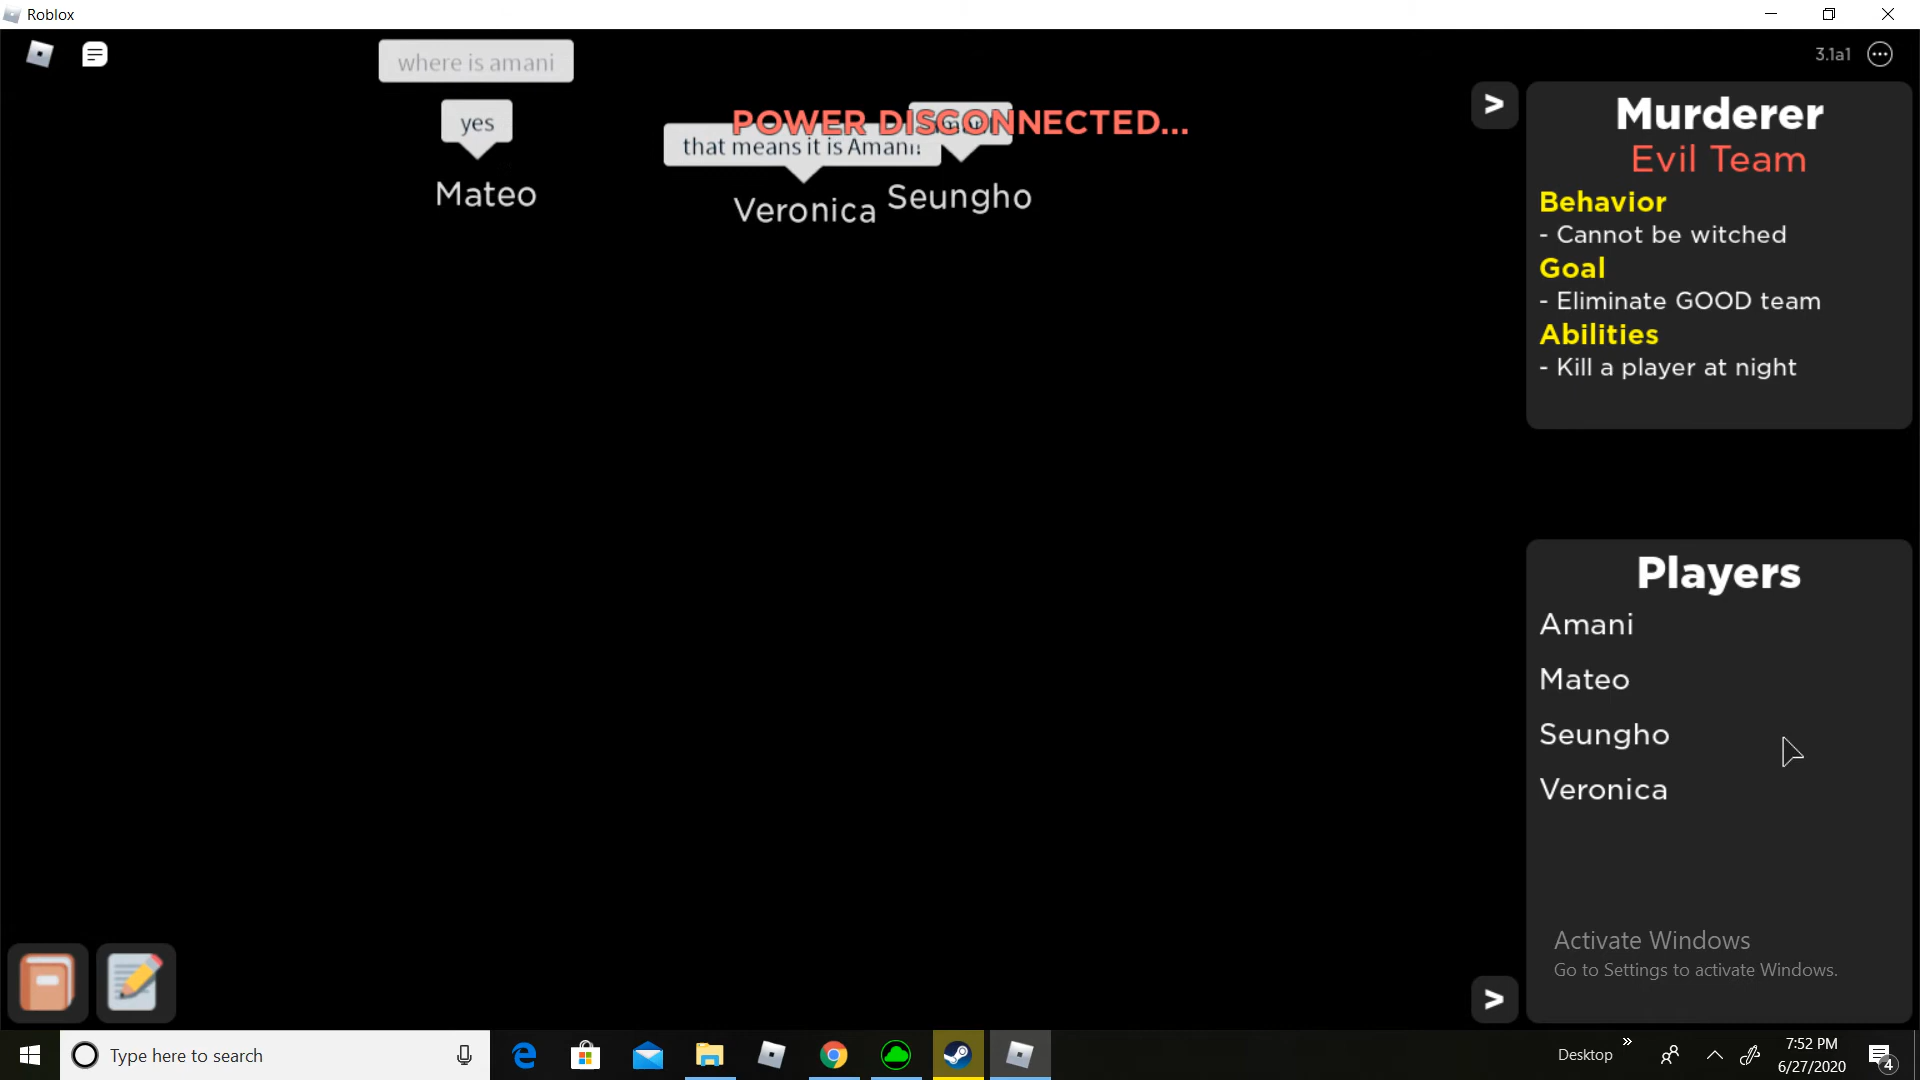 Roblox
where is amani
yes
Mateo
POWER DISCONNECTED...
that means it is Amani!
Veronica
Seungho
3.1a1
>
Murderer
Evil Team
Behavior
- Cannot be witched
Goal
- Eliminate GOOD team
Abilities
- Kill a player at night
Players
Amani
Mateo
Seungho
Veronica
Activate Windows
Go to Settings to activate Windows.
>
Type here to search
Desktop
7:52 PM
6/27/2020
4